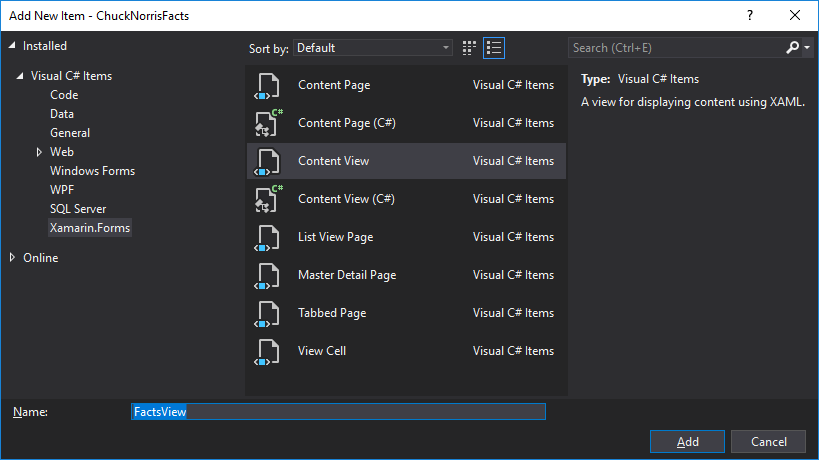 Add New Item - ChuckNorrisFacts
? ×
Installed
Sort by: Default
Search (Ctrl+E)
Visual C# Items
Code
Data
General
Web
Windows Forms
WPF
SQL Server
Xamarin.Forms
Online
Content Page Visual C# Items
C#
Content Page (C#) Visual C# Items
Content View Visual C# Items
C#
Content View (C#) Visual C# Items
List View Page Visual C# Items
Master Detail Page Visual C# Items
Tabbed Page Visual C# Items
View Cell Visual C# Items
Type: Visual C# Items
A view for displaying content using XAML.
Name: FactsView
Add Cancel